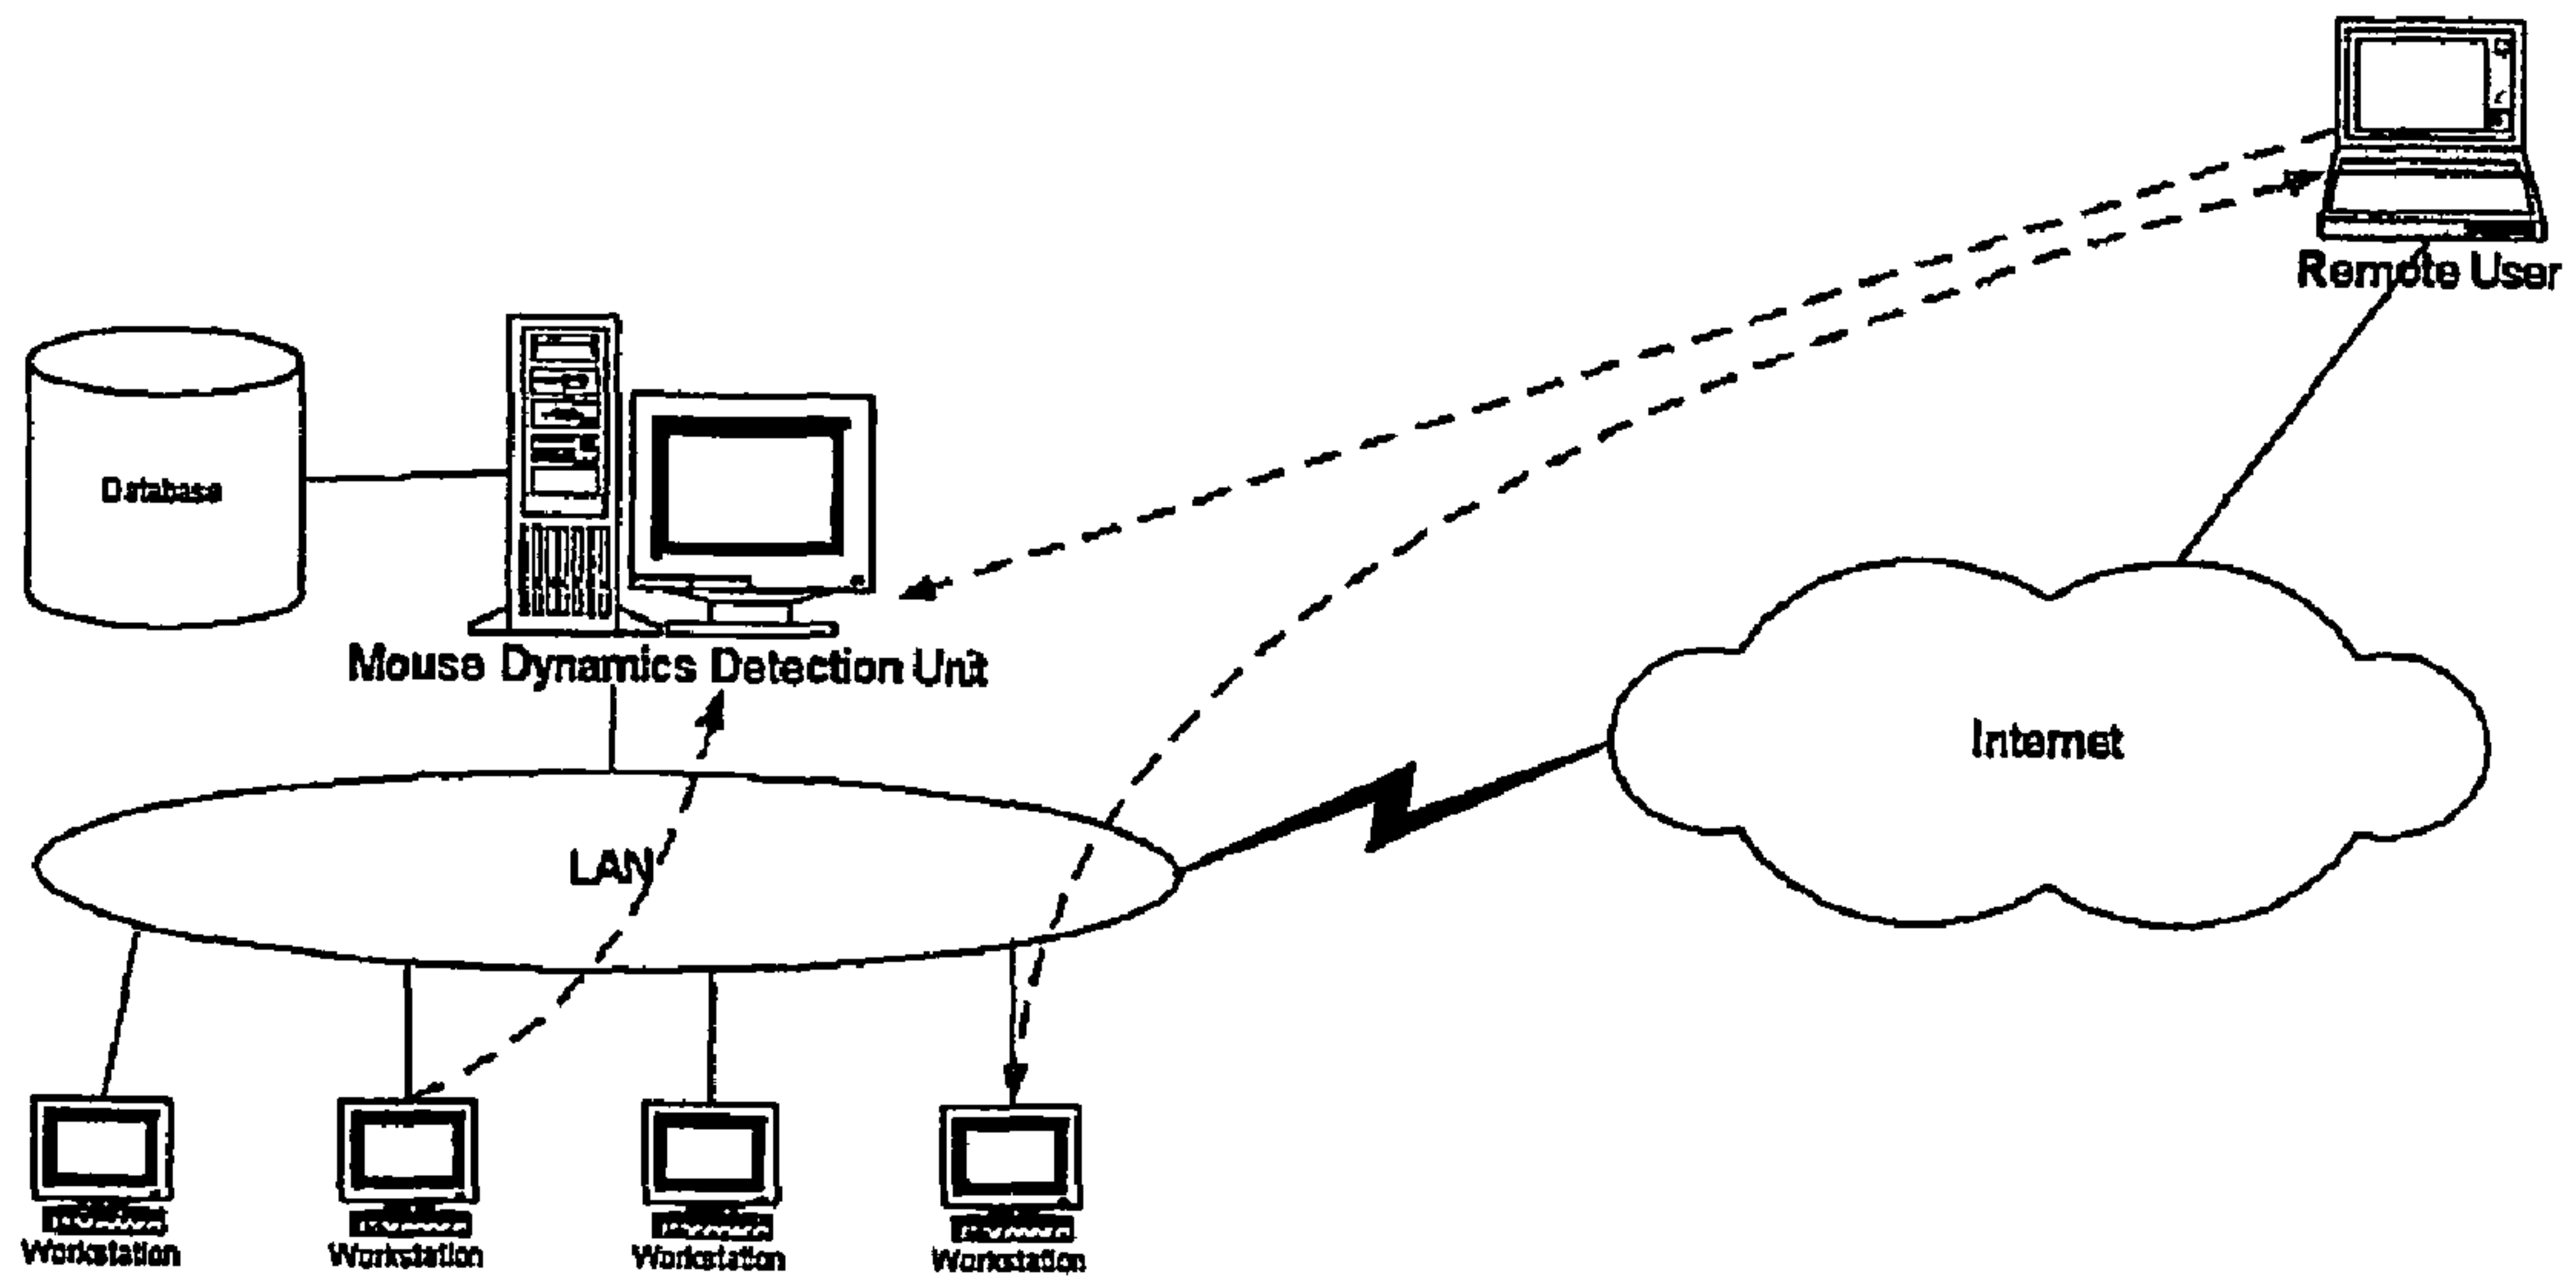 Remote User
Database
Mouse Dynamics Detection Unit
Internet
LAN
Workstation
Workstation
Workstation
Workstation